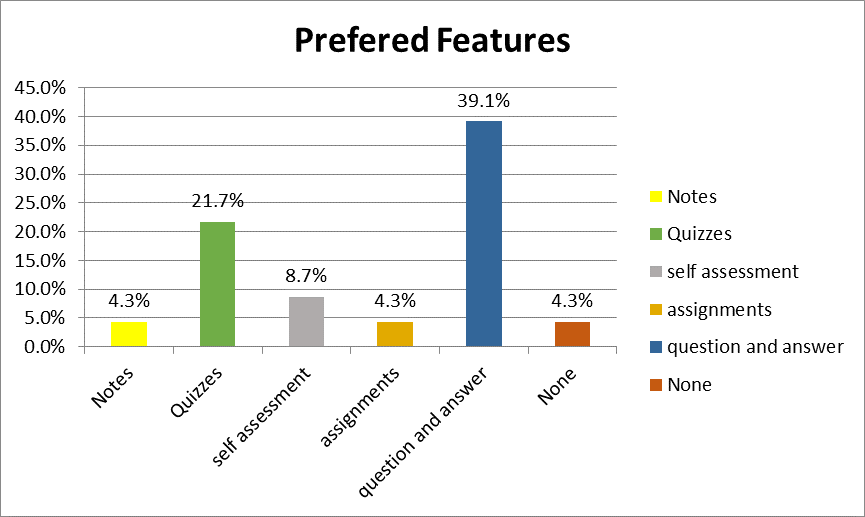 Prefered Features
45.0%
40.0%
35.0%
30.0%
25.0%
20.0%
15.0%
10.0%
5.0%
0.0%
4.3%
21.7%
8.7%
4.3%
39.1%
4.3%
Notes
Quizzes
self assessment
assignments
question and answer
None
Notes
Quizzes
self assessment
assignments
question and answer
None